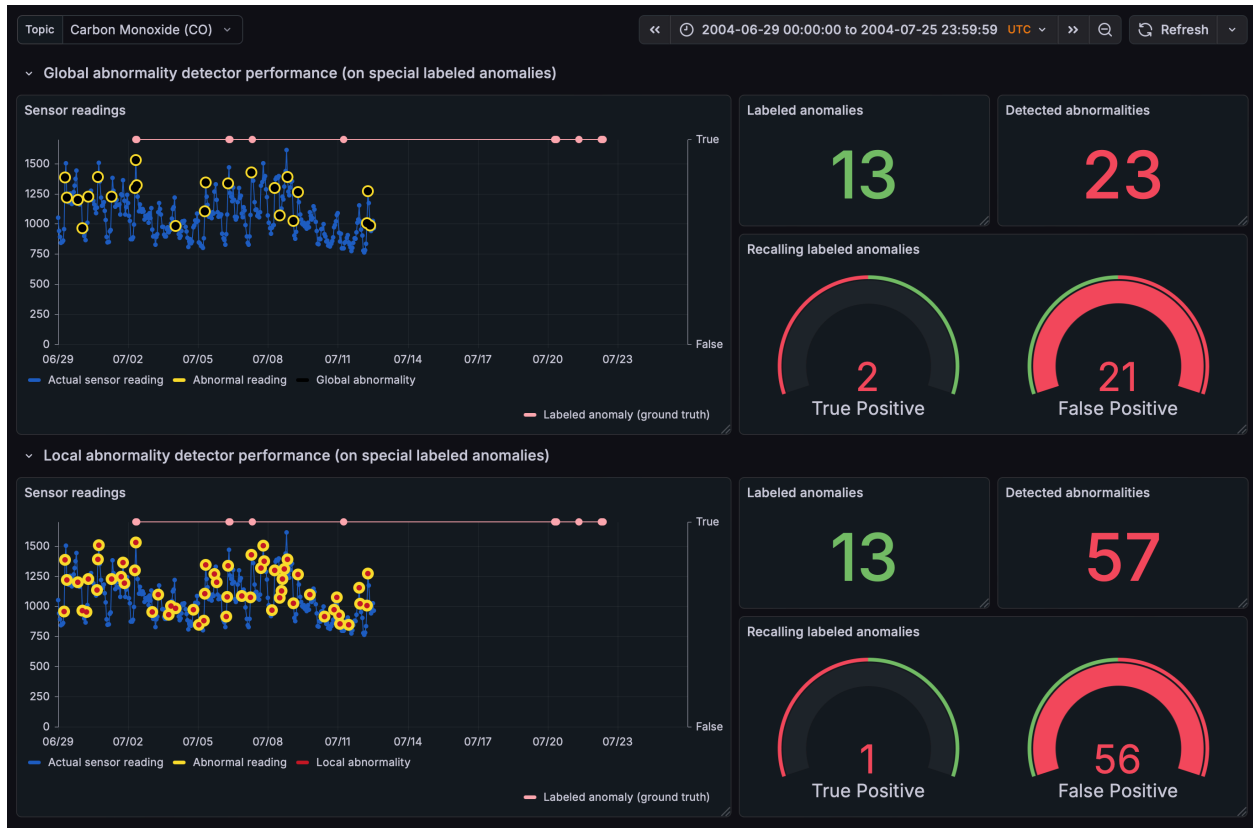 Topic Carbon Monoxide (CO) 2004-06-29 00:00:00 to 2004-07-25 23:59:59 UTC Refresh
Global abnormality detector performance (on special labeled anomalies)
Sensor readings
True
1500
1250
1000
750
500
250
0
False
06/29 07/02 07/05 07/08 07/11 07/14 07/17 07/20 07/23
Actual sensor reading Abnormal reading Global abnormality
Labeled anomaly (ground truth)
Labeled anomalies
13
Detected abnormalities
23
Recalling labeled anomalies
2 21
True Positive False Positive
Local abnormality detector performance (on special labeled anomalies)
Sensor readings
True
1500
1250
1000
750
500
250
0
False
06/29 07/02 07/05 07/08 07/11 07/14 07/17 07/20 07/23
Actual sensor reading Abnormal reading Local abnormality
Labeled anomaly (ground truth)
Labeled anomalies
13
Detected abnormalities
57
Recalling labeled anomalies
1 56
True Positive False Positive